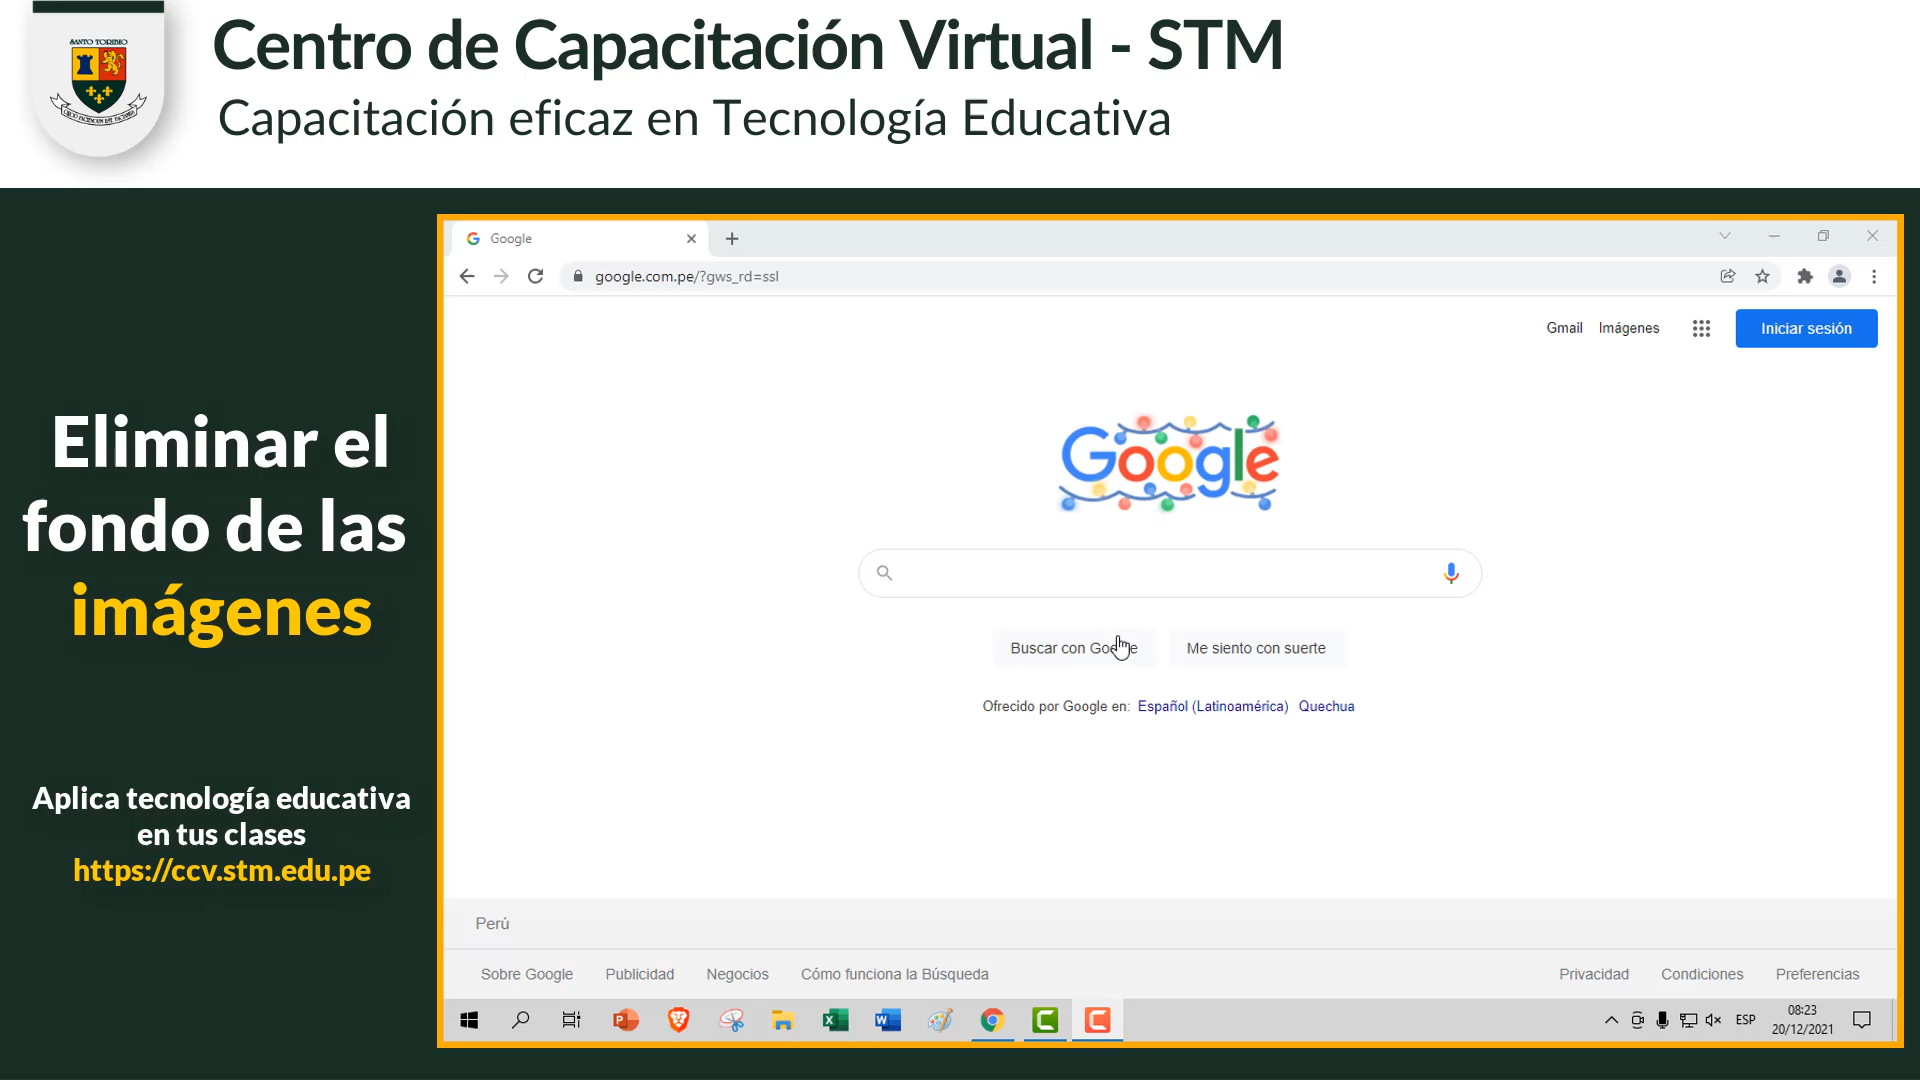 SANTO TORIBIO
Centro de Capacitación Virtual - STM
Capacitación eficaz en Tecnología Educativa
Eliminar el
fondo de las
imágenes
Aplica tecnología educativa
en tus clases
https://ccv.stm.edu.pe
Google
google.com.pe/?gws_rd=ssl
Gmail Imágenes Iniciar sesión
Google
Buscar con Google Me siento con suerte
Ofrecido por Google en: Español (Latinoamérica) Quechua
Perú
Sobre Google Publicidad Negocios Cómo funciona la Búsqueda Privacidad Condiciones Preferencias
ESP
08:23
20/12/2021